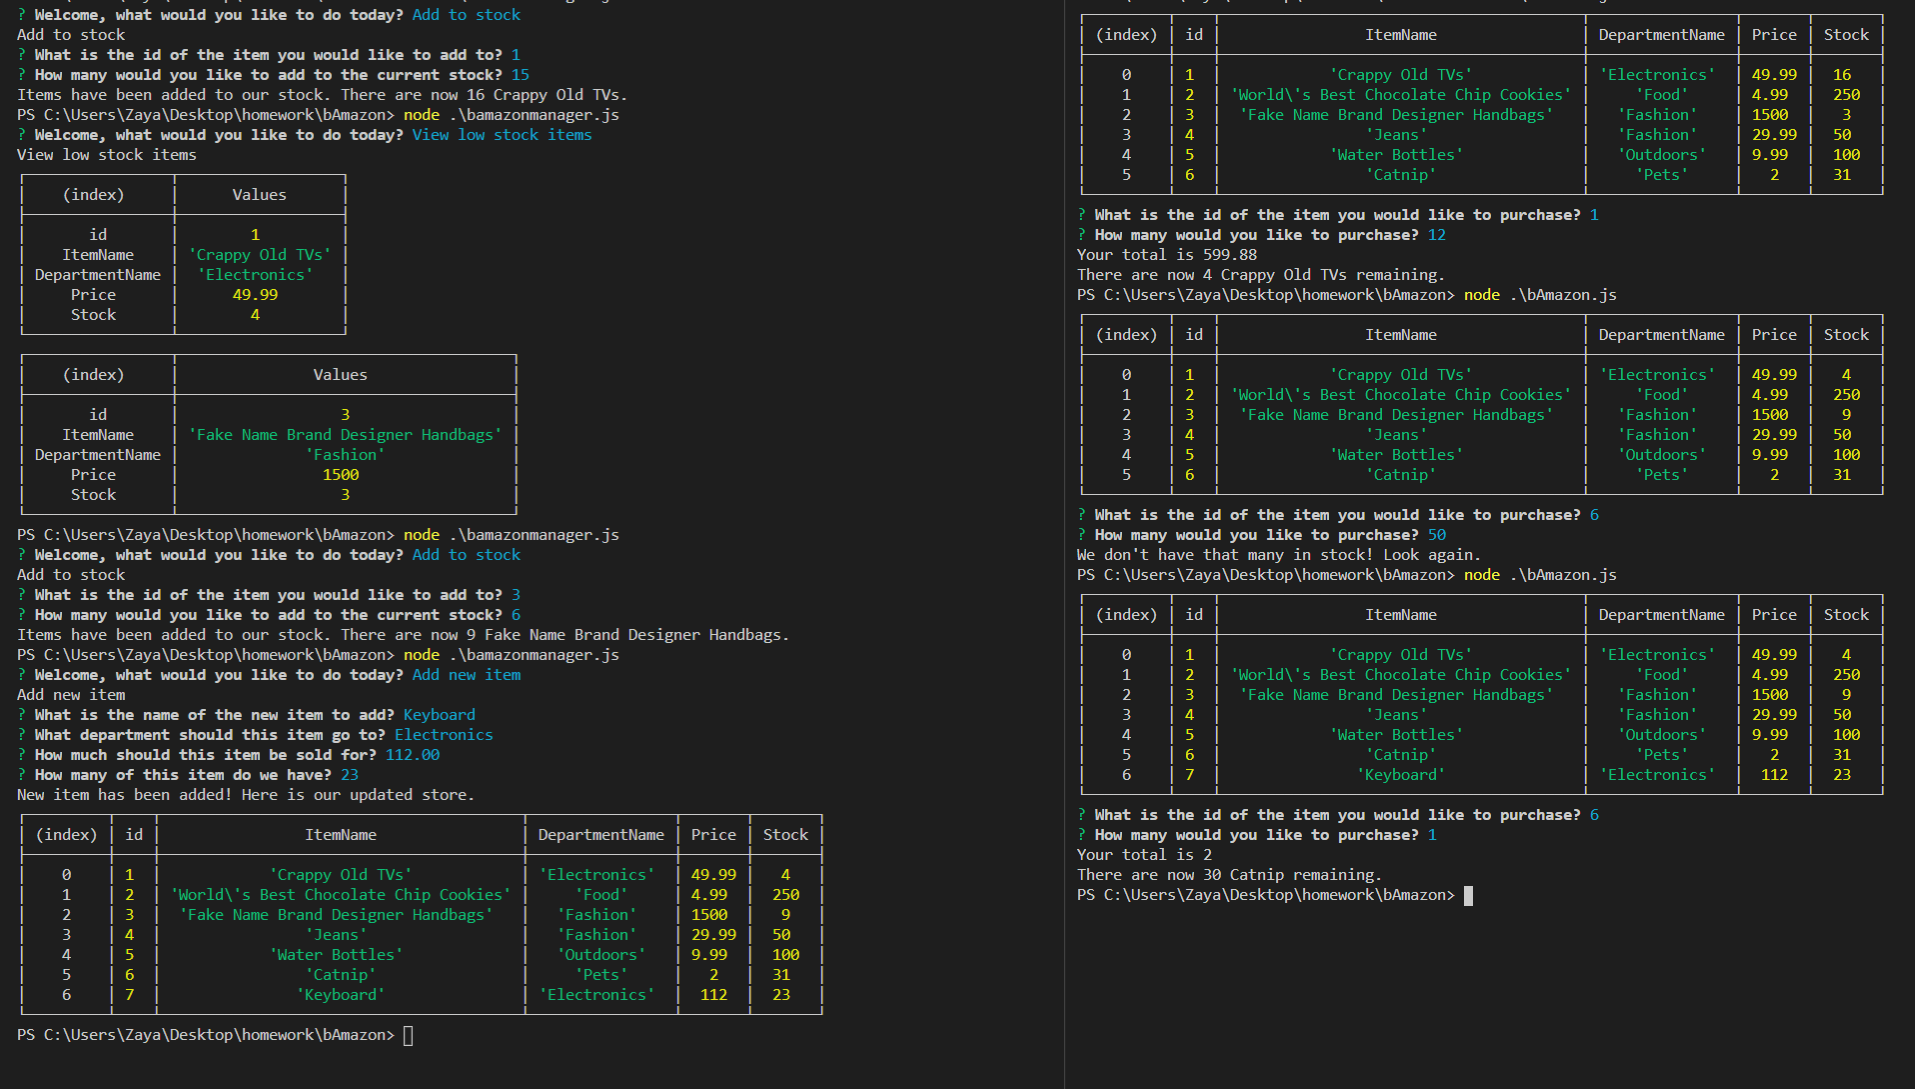 ? Welcome, what would you like to do today? Add to stock
Add to stock
? What is the id of the item you would like to add to? 1
? How many would you like to add to the current stock? 15
Items have been added to our stock. There are now 16 Crappy Old TVs.
PS C:\Users\Zaya\Desktop\homework\bAmazon> node .\bamazonmanager.js
? Welcome, what would you like to do today? View low stock items
View low stock items
(index) Values
id 1
ItemName 'Crappy Old TVs'
DepartmentName 'Electronics'
Price 49.99
Stock 4
(index) Values
id 3
ItemName 'Fake Name Brand Designer Handbags'
DepartmentName 'Fashion'
Price 1500
Stock 3
PS C:\Users\Zaya\Desktop\homework\bAmazon> node .\bamazonmanager.js
? Welcome, what would you like to do today? Add to stock
Add to stock
? What is the id of the item you would like to add to? 3
? How many would you like to add to the current stock? 6
Items have been added to our stock. There are now 9 Fake Name Brand Designer Handbags.
PS C:\Users\Zaya\Desktop\homework\bAmazon> node .\bamazonmanager.js
? Welcome, what would you like to do today? Add new item
Add new item
? What is the name of the new item to add? Keyboard
? What department should this item go to? Electronics
? How much should this item be sold for? 112.00
? How many of this item do we have? 23
New item has been added! Here is our updated store.
(index) id ItemName DepartmentName Price Stock
0 1 'Crappy Old TVs' 'Electronics' 49.99 4
1 2 'World\'s Best Chocolate Chip Cookies' 'Food' 4.99 250
2 3 'Fake Name Brand Designer Handbags' 'Fashion' 1500 9
3 4 'Jeans' 'Fashion' 29.99 50
4 5 'Water Bottles' 'Outdoors' 9.99 100
5 6 'Catnip' 'Pets' 2 31
6 7 'Keyboard' 'Electronics' 112 23
PS C:\Users\Zaya\Desktop\homework\bAmazon>
(index) id ItemName DepartmentName Price Stock
0 1 'Crappy Old TVs' 'Electronics' 49.99 16
1 2 'World\'s Best Chocolate Chip Cookies' 'Food' 4.99 250
2 3 'Fake Name Brand Designer Handbags' 'Fashion' 1500 3
3 4 'Jeans' 'Fashion' 29.99 50
4 5 'Water Bottles' 'Outdoors' 9.99 100
5 6 'Catnip' 'Pets' 2 31
? What is the id of the item you would like to purchase? 1
? How many would you like to purchase? 12
Your total is 599.88
There are now 4 Crappy Old TVs remaining.
PS C:\Users\Zaya\Desktop\homework\bAmazon> node .\bAmazon.js
(index) id ItemName DepartmentName Price Stock
0 1 'Crappy Old TVs' 'Electronics' 49.99 4
1 2 'World\'s Best Chocolate Chip Cookies' 'Food' 4.99 250
2 3 'Fake Name Brand Designer Handbags' 'Fashion' 1500 9
3 4 'Jeans' 'Fashion' 29.99 50
4 5 'Water Bottles' 'Outdoors' 9.99 100
5 6 'Catnip' 'Pets' 2 31
? What is the id of the item you would like to purchase? 6
? How many would you like to purchase? 50
We don't have that many in stock! Look again.
PS C:\Users\Zaya\Desktop\homework\bAmazon> node .\bAmazon.js
(index) id ItemName DepartmentName Price Stock
0 1 'Crappy Old TVs' 'Electronics' 49.99 4
1 2 'World\'s Best Chocolate Chip Cookies' 'Food' 4.99 250
2 3 'Fake Name Brand Designer Handbags' 'Fashion' 1500 9
3 4 'Jeans' 'Fashion' 29.99 50
4 5 'Water Bottles' 'Outdoors' 9.99 100
5 6 'Catnip' 'Pets' 2 31
6 7 'Keyboard' 'Electronics' 112 23
? What is the id of the item you would like to purchase? 6
? How many would you like to purchase? 1
Your total is 2
There are now 30 Catnip remaining.
PS C:\Users\Zaya\Desktop\homework\bAmazon>